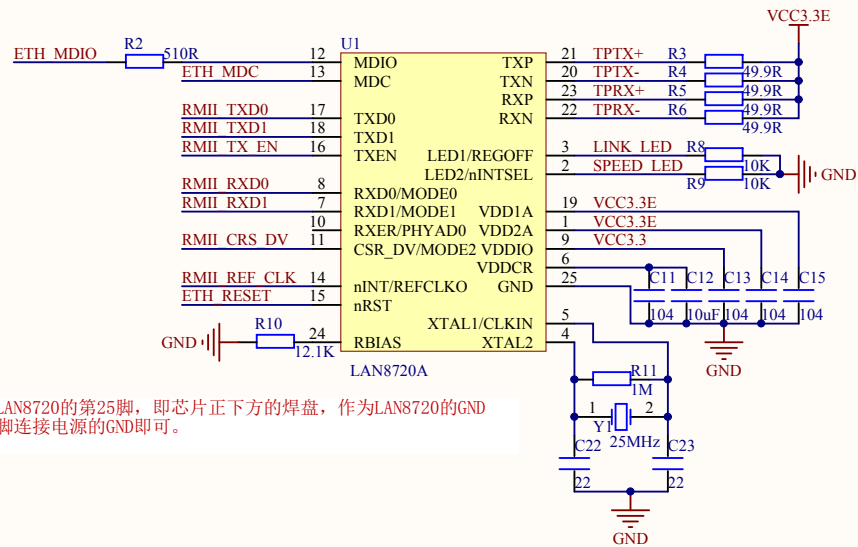 VCC3.3E
ETH_MDIO R2 510R 12 U1 MDIO TXP 21 TPTX+ R3 49.9R
ETH_MDC 13 MDC TXN 20 TPTX- R4 49.9R
RXP 23 TPRX+ R5 49.9R
RMII_TXD0 17 TXD0 RXN 22 TPRX- R6 49.9R
RMII_TXD1 18 TXD1
RMII_TX_EN 16 TXEN LED1/REGOFF 3 LINK_LED R8 10K
LED2/nINTSEL 2 SPEED_LED R9 10K GND
RMII_RXD0 8 RXD0/MODE0
RMII_RXD1 7 RXD1/MODE1 VDD1A 19 VCC3.3E
10 RXER/PHYAD0 VDD2A 1 VCC3.3E
RMII_CRS_DV 11 CSR_DV/MODE2 VDDIO 9 VCC3.3
VDDCR 6
RMII_REF_CLK 14 nINT/REFCLKO GND 25 C11 C12 C13 C14 C15
ETH_RESET 15 nRST
104 10uF 104 104 104
XTAL1/CLKIN 5
GND R10 12.1K 24 RBIAS XTAL2 4
GND
LAN8720A
R11
1M
LAN8720的第25脚，即芯片正下方的焊盘，作为LAN8720的GND
脚连接电源的GND即可。
1 Y1 2
25MHz
C22 C23
22 22
GND